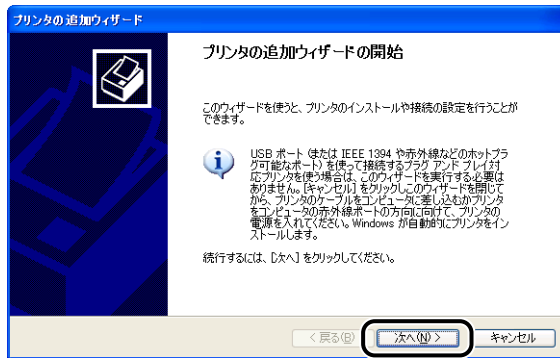 プリンタの追加ウィザード
プリンタの追加ウィザードの開始
このウィザードを使うと、プリンタのインストールや接続の設定を行うことが
できます。
USB ポート (または IEEE 1394 や赤外線などのホットプラ
グ可能なポート) を使って接続するプラグ アンド プレイ対
応プリンタを使う場合は、このウィザードを実行する必要は
ありません。[キャンセル] をクリックしこのウィザードを閉じて
から、プリンタのケーブルをコンピュータに差し込むかプリンタ
をコンピュータの赤外線ポートの方向に向けて、プリンタの
電源を入れてください。Windows が自動的にプリンタをイン
ストールします。
続行するには、[次へ] をクリックしてください。
< 戻る(B)
次へ(N) >
キャンセル